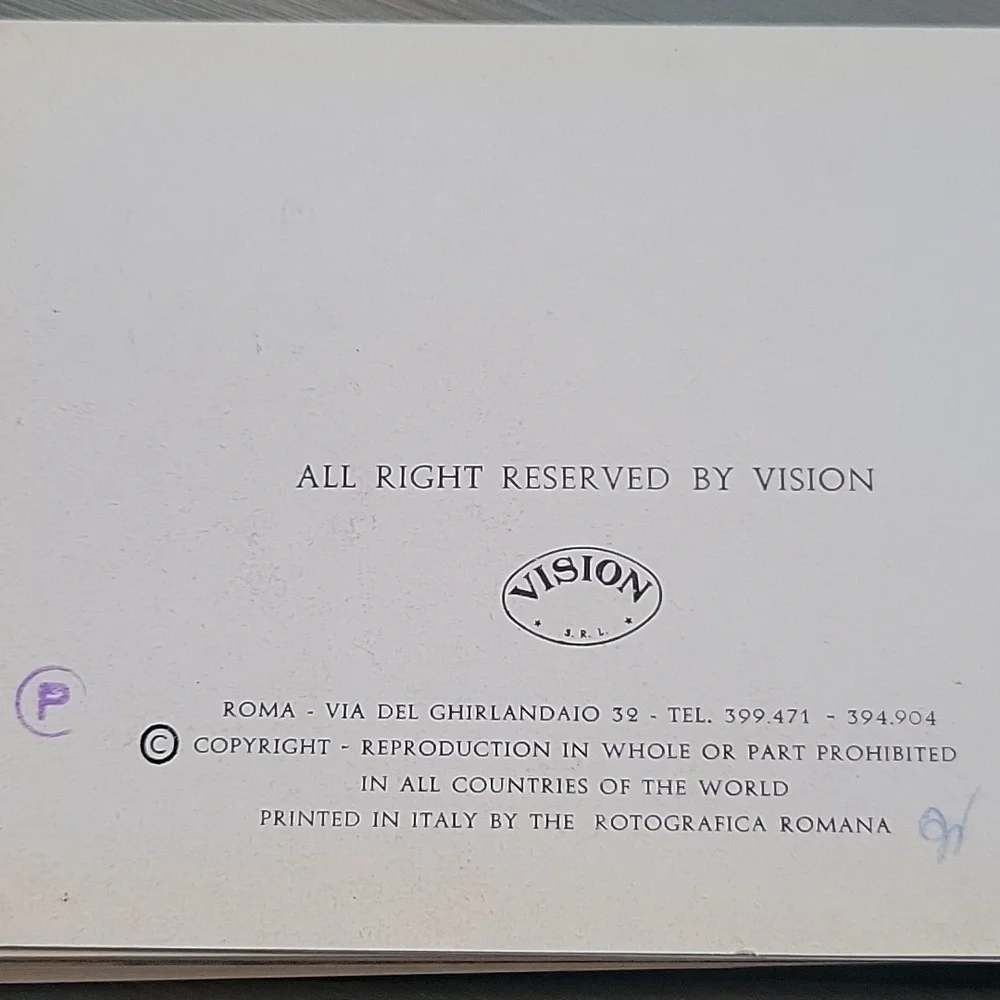 ALL RIGHT RESERVED BY VISION
VISION
S. R. L.
P
ROMA - VIA DEL GHIRLANDAIO 32 - TEL. 399.471 - 394.904
© COPYRIGHT - REPRODUCTION IN WHOLE OR PART PROHIBITED
IN ALL COUNTRIES OF THE WORLD
PRINTED IN ITALY BY THE ROTOGRAFICA ROMANA